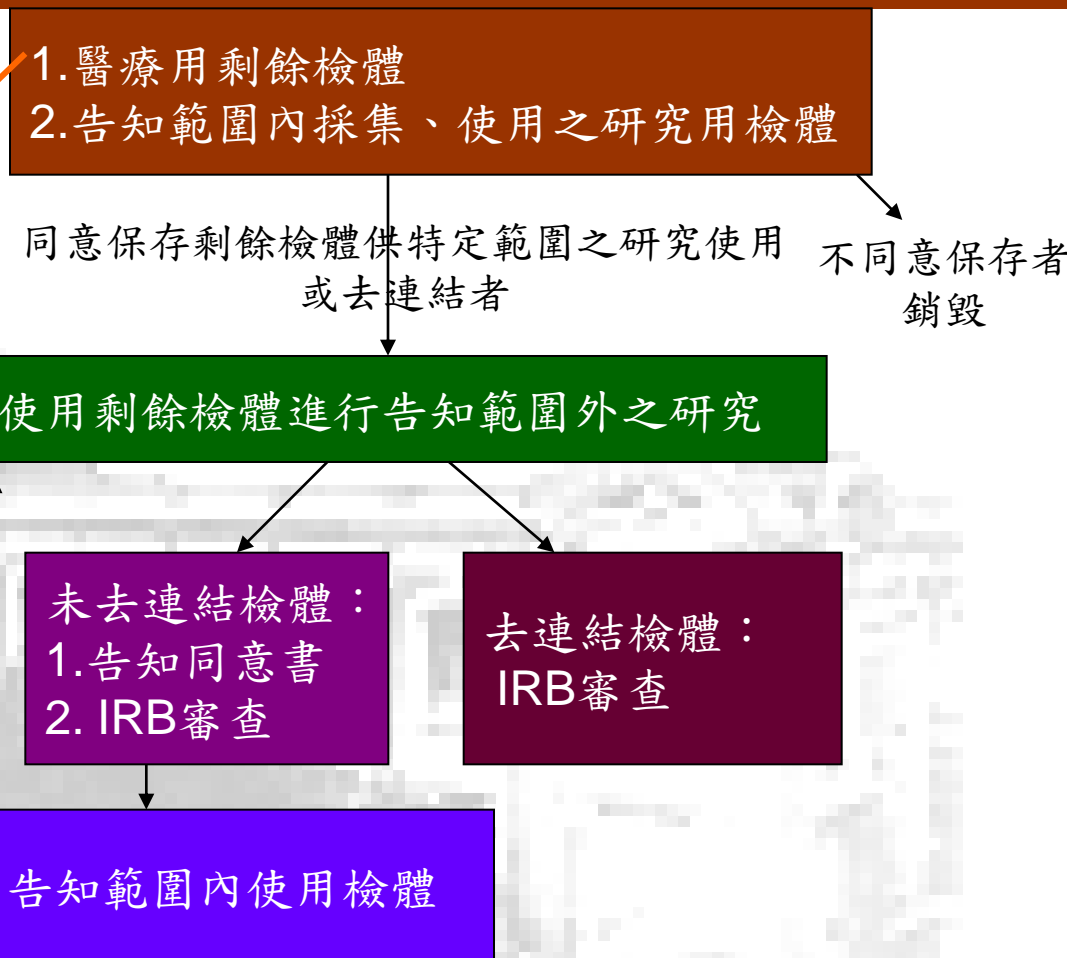 1.醫療用剩餘檢體
2.告知範圍內採集、使用之研究用檢體
同意保存剩餘檢體供特定範圍之研究使用
或去連結者
不同意保存者
銷毀
使用剩餘檢體進行告知範圍外之研究
未去連結檢體：
1.告知同意書
2. IRB審查
去連結檢體：
IRB審查
告知範圍內使用檢體